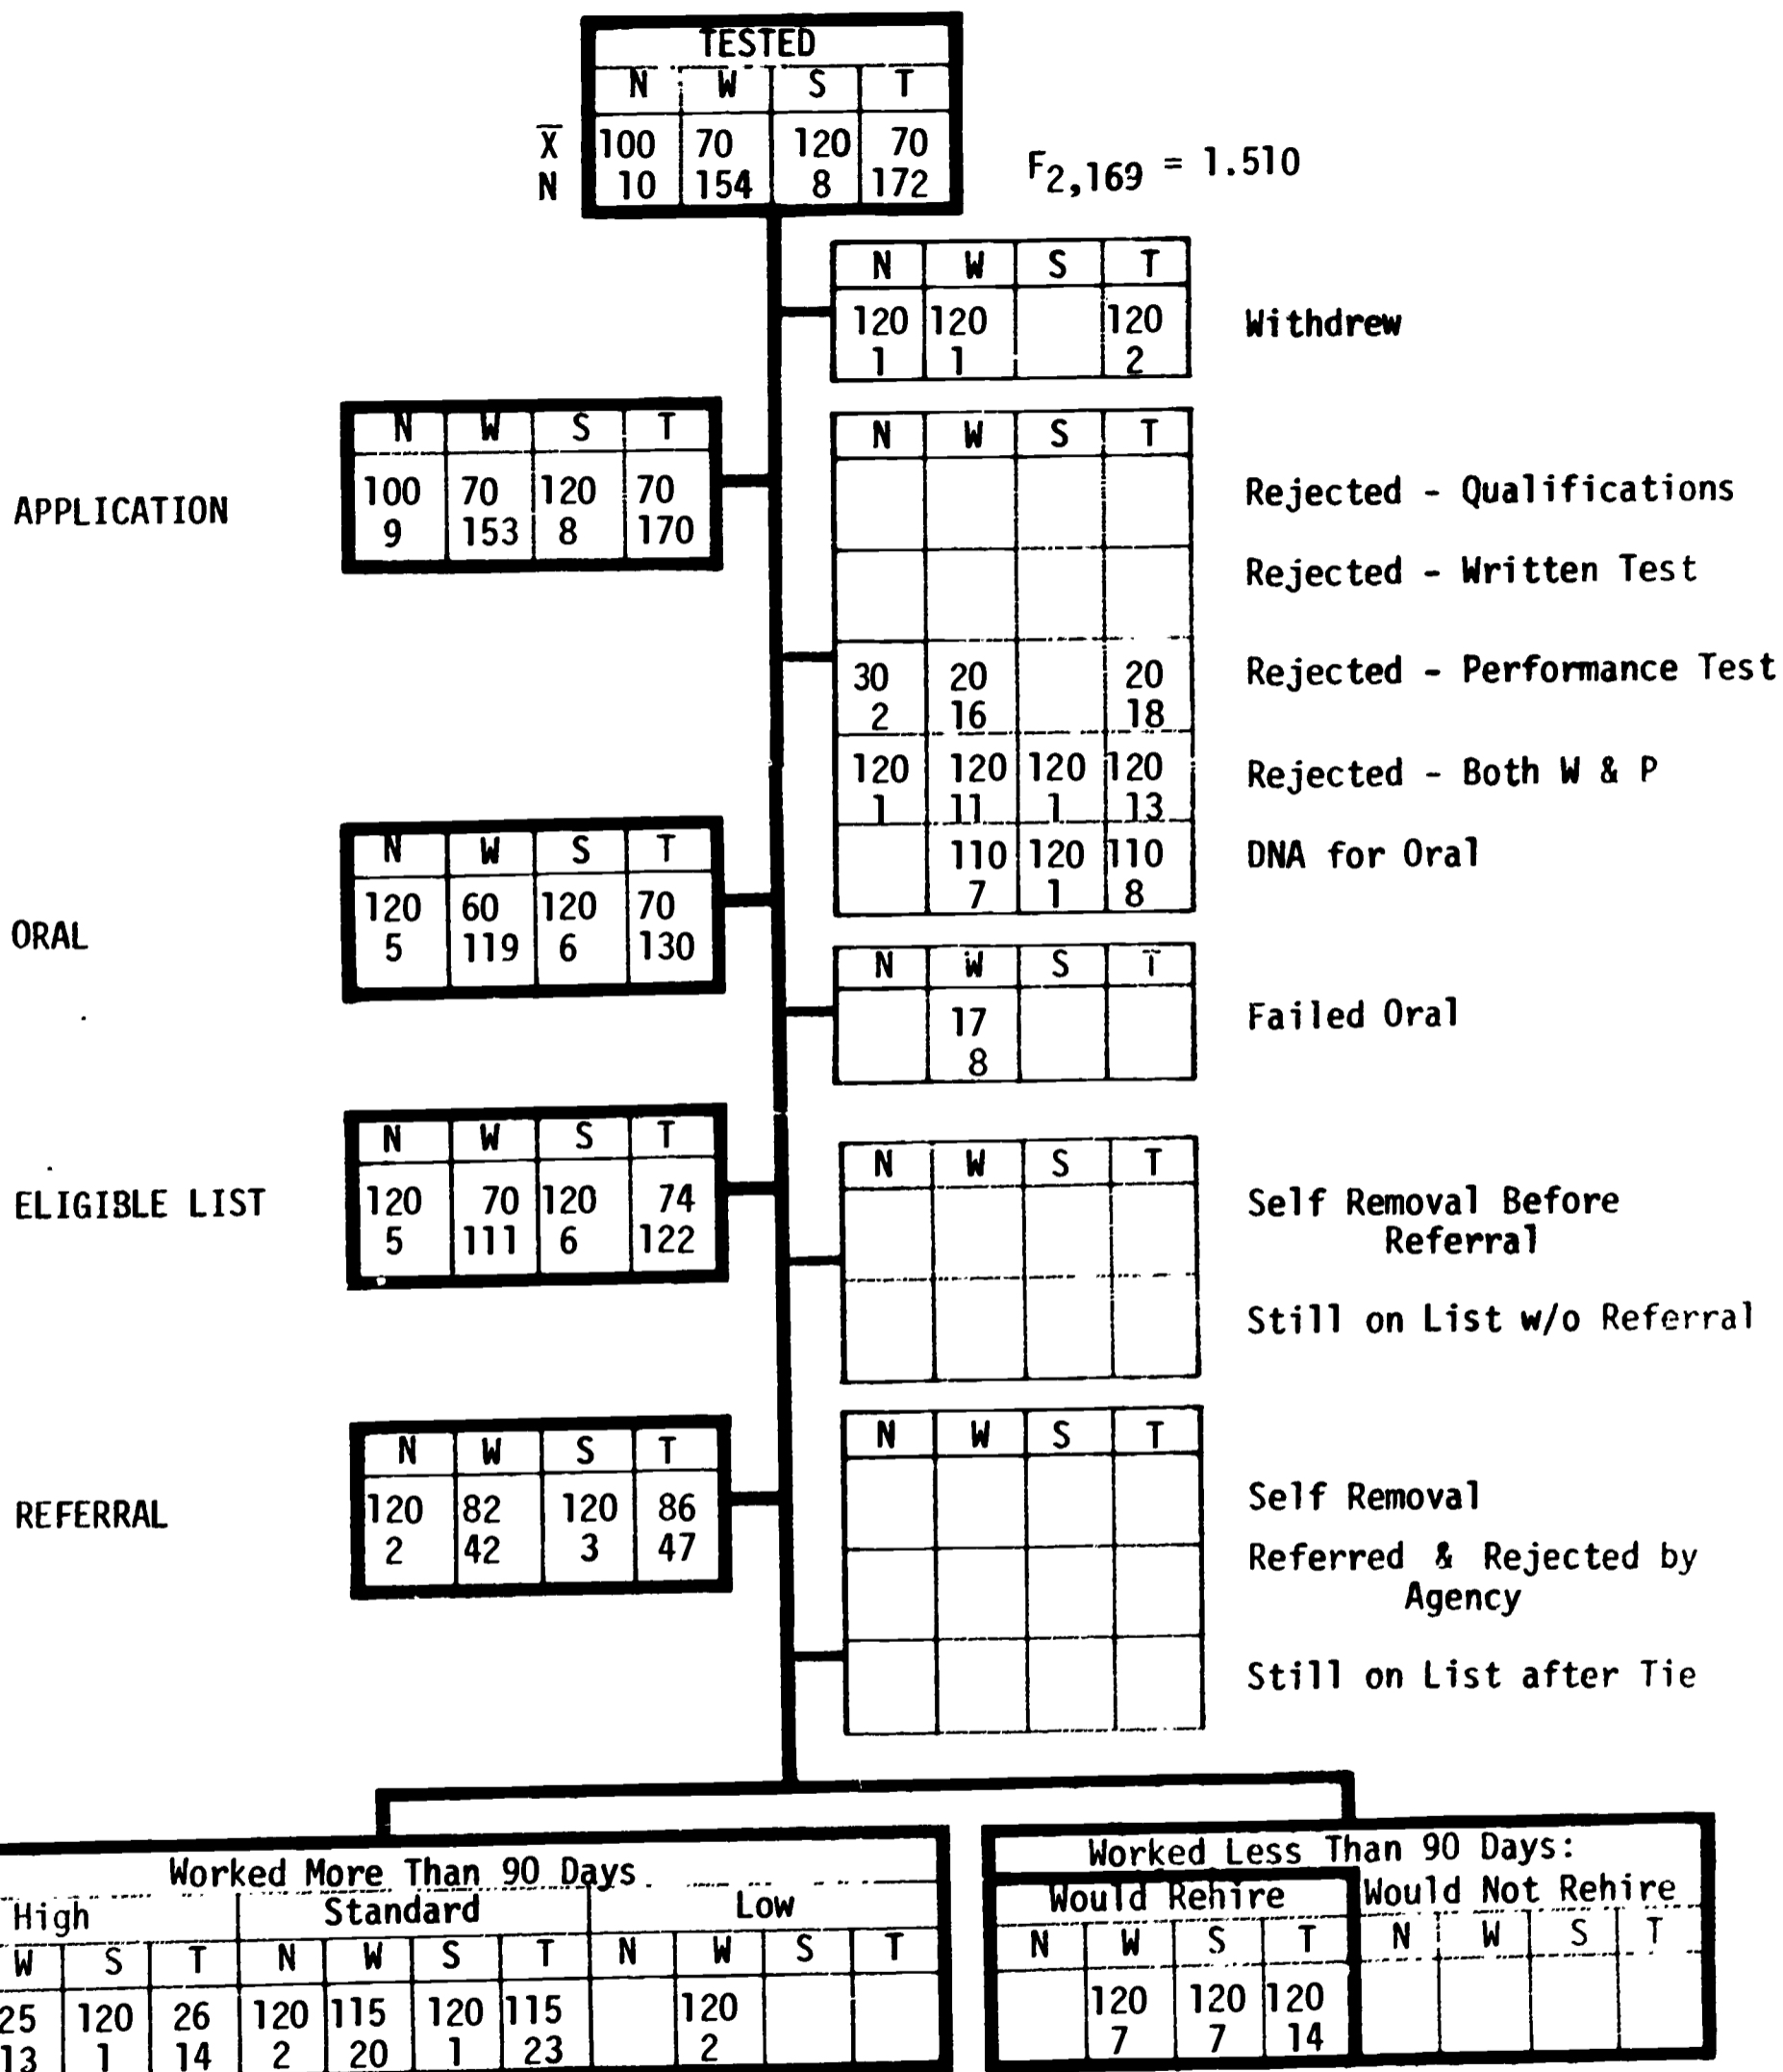 TESTED
N W S T
X̄ 100 70 120 70
N 10 154 8 172
F2,169 = 1.510
N W S T
120 120 120
1 1 2
Withdrew
APPLICATION
N W S T
100 70 120 70
9 153 8 170
N W S T
Rejected - Qualifications
Rejected - Written Test
30 20 20
2 16 18
Rejected - Performance Test
120 120 120 120
1 11 1 13
Rejected - Both W & P
110 120 110
7 1 8
DNA for Oral
ORAL
N W S T
120 60 120 70
5 119 6 130
N W S T
17
8
Failed Oral
ELIGIBLE LIST
N W S T
120 70 120 74
5 111 6 122
N W S T
Self Removal Before
Referral
Still on List w/o Referral
REFERRAL
N W S T
120 82 120 86
2 42 3 47
N W S T
Self Removal
Referred & Rejected by
Agency
Still on List after Tie
Worked More Than 90 Days
High Standard Low
W S T N W S T N W S T
25 120 26 120 115 120 115 120
13 1 14 2 20 1 23 2
Worked Less Than 90 Days:
Would Rehire Would Not Rehire
N W S T N W S T
120 120 120
7 7 14